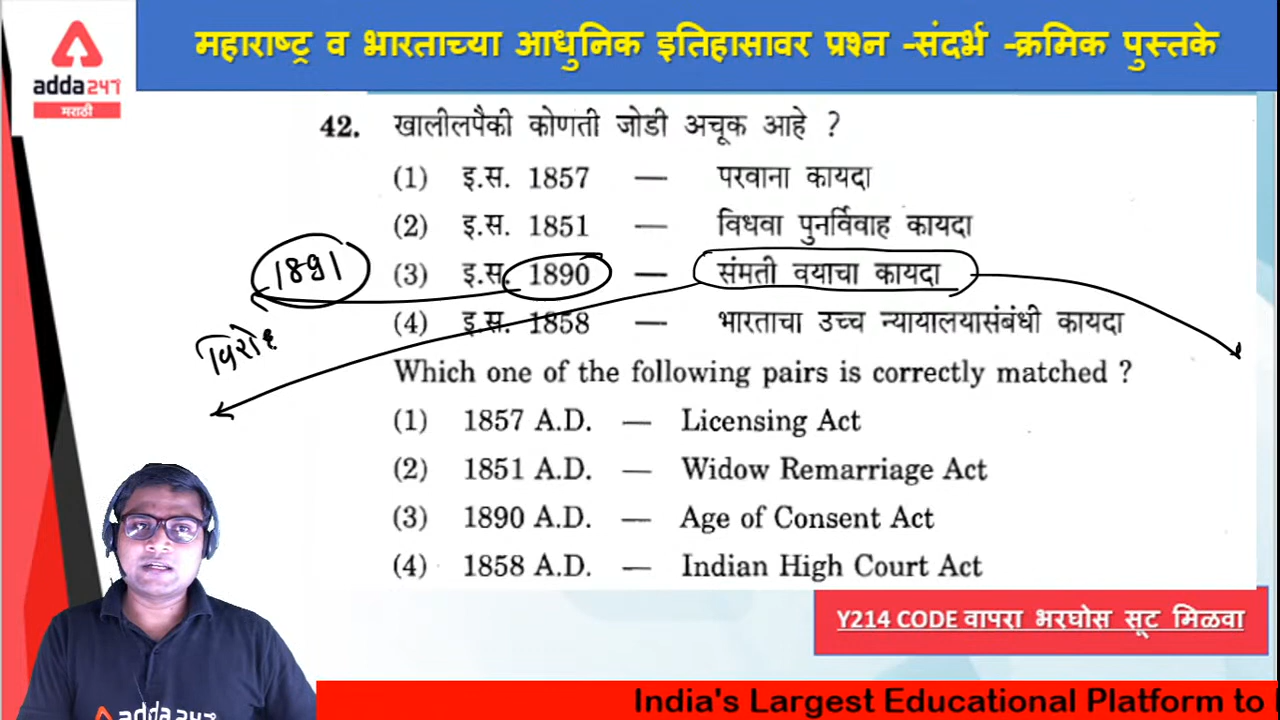 महाराष्ट्र व भारताच्या आधुनिक इतिहासावर प्रश्न -संदर्भ -क्रमिक पुस्तके
adda247
मराठी
42. खालीलपैकी कोणती जोडी अचूक आहे ?
(1) इ.स. 1857 — परवाना कायदा
(2) इ.स. 1851 — विधवा पुनर्विवाह कायदा
1891
(3) इ.स. 1890 — संमती वयाचा कायदा
(4) इ.स. 1858 — भारताचा उच्च न्यायालयासंबंधी कायदा
विरोध
Which one of the following pairs is correctly matched ?
(1) 1857 A.D. — Licensing Act
(2) 1851 A.D. — Widow Remarriage Act
(3) 1890 A.D. — Age of Consent Act
(4) 1858 A.D. — Indian High Court Act
Y214 CODE वापरा भरघोस सूट मिळवा
adda247
India's Largest Educational Platform to